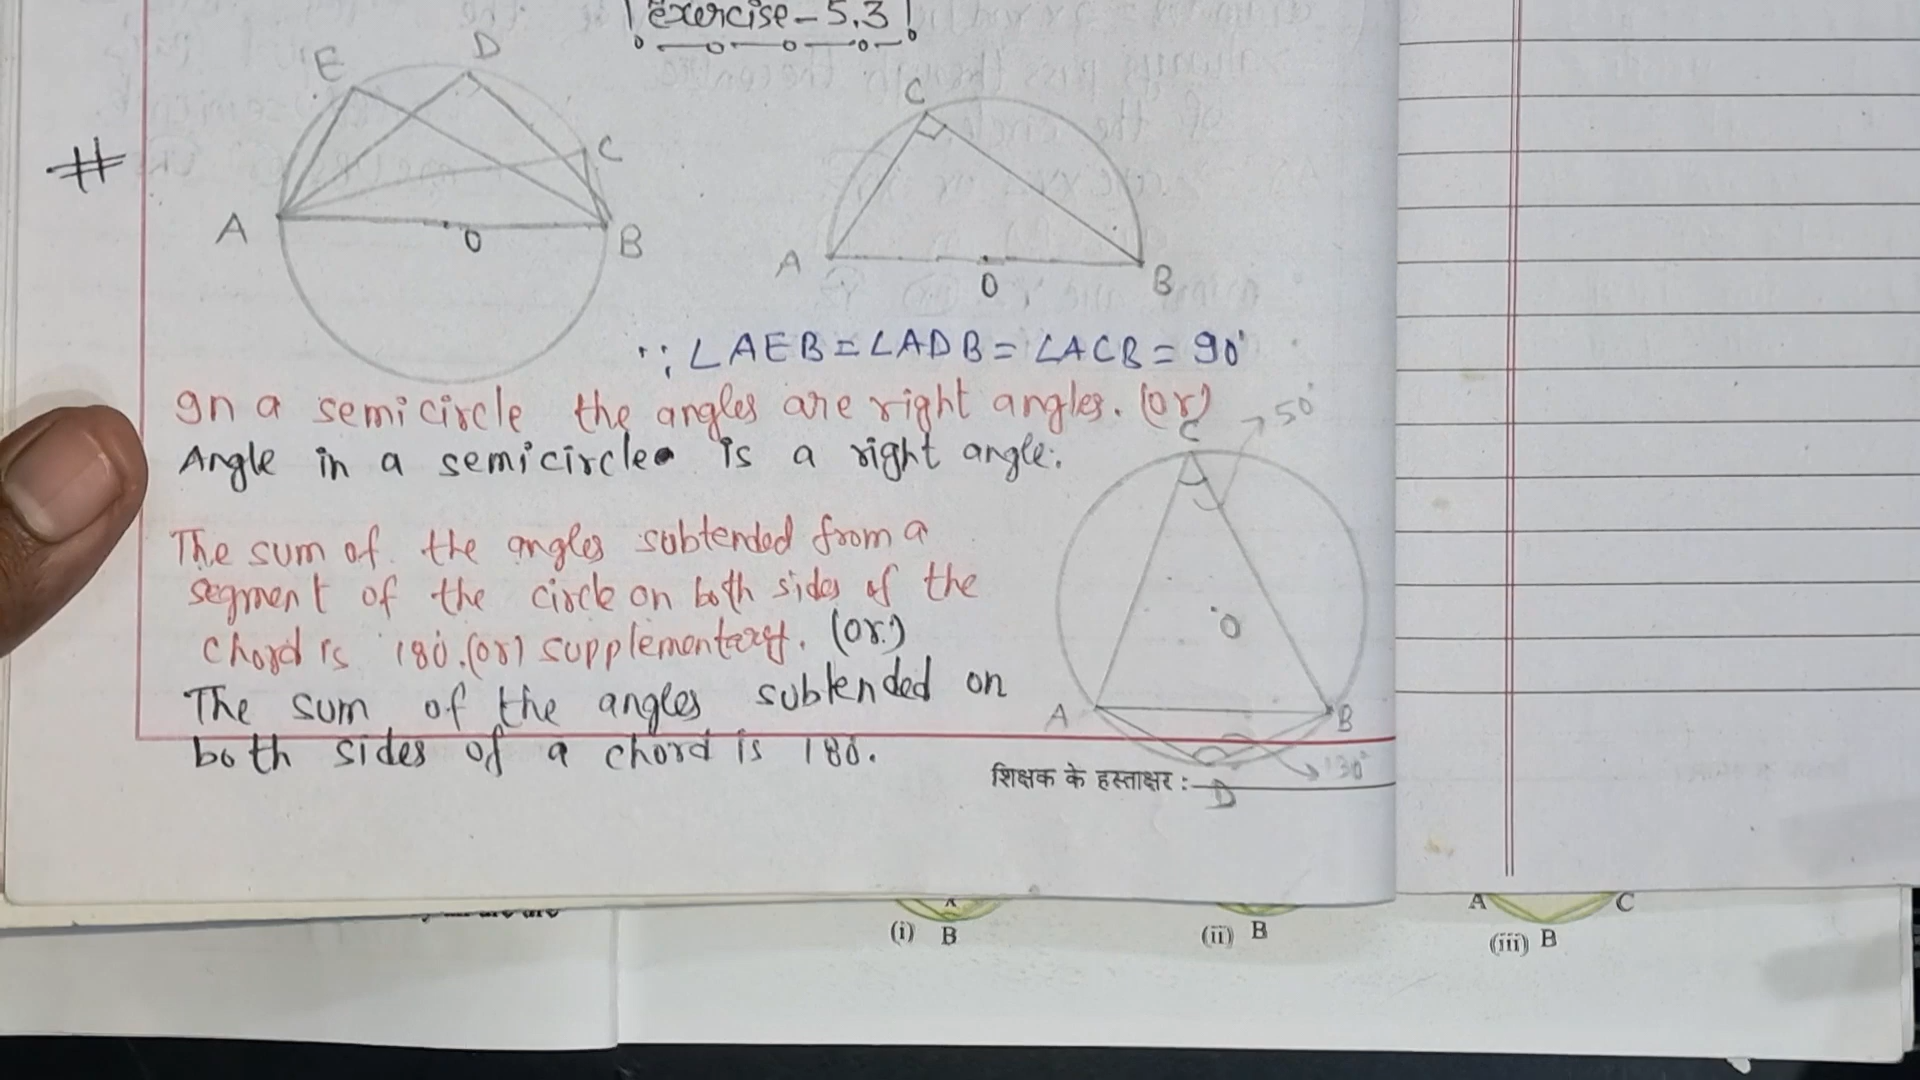 exercise - 5.3
E
D
C
A
O
B
C
A
O
B
∵ ∠AEB = ∠ADB = ∠ACB = 90°
In a semicircle the angles are right angles. (or)
Angle in a semicircle is a right angle.
The sum of the angles subtended from a
segment of the circle on both sides of the
chord is 180°. (or) supplementary. (or)
The sum of the angles subtended on
both sides of a chord is 180°.
C
50°
O
A
B
130°
D
शिक्षक के हस्ताक्षर :
A
(i) B
(ii) B
A C
(iii) B